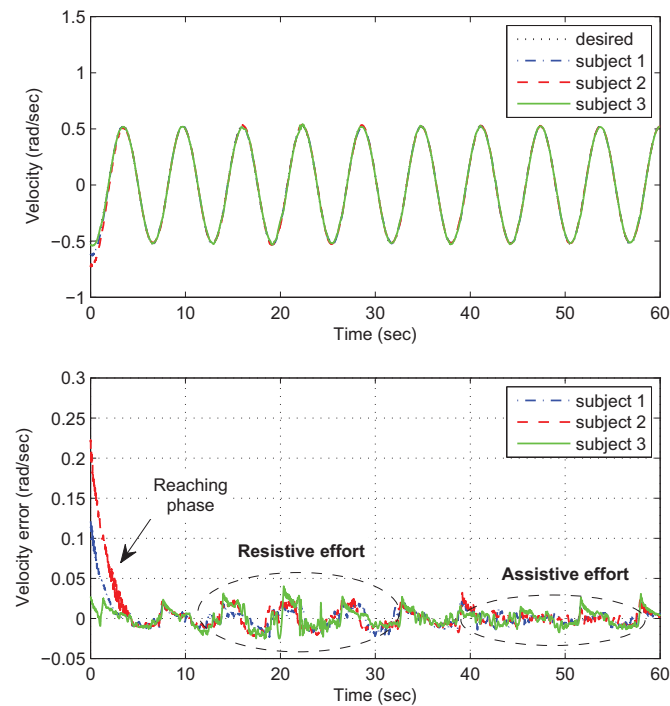 1.5
1
0.5
0
−0.5
−1
Velocity (rad/sec)
desired
subject 1
subject 2
subject 3
0 10 20 30 40 50 60
Time (sec)
0.3
0.25
0.2
0.15
0.1
0.05
0
−0.05
Velocity error (rad/sec)
subject 1
subject 2
subject 3
Reaching
phase
Resistive effort
Assistive effort
0 10 20 30 40 50 60
Time (sec)